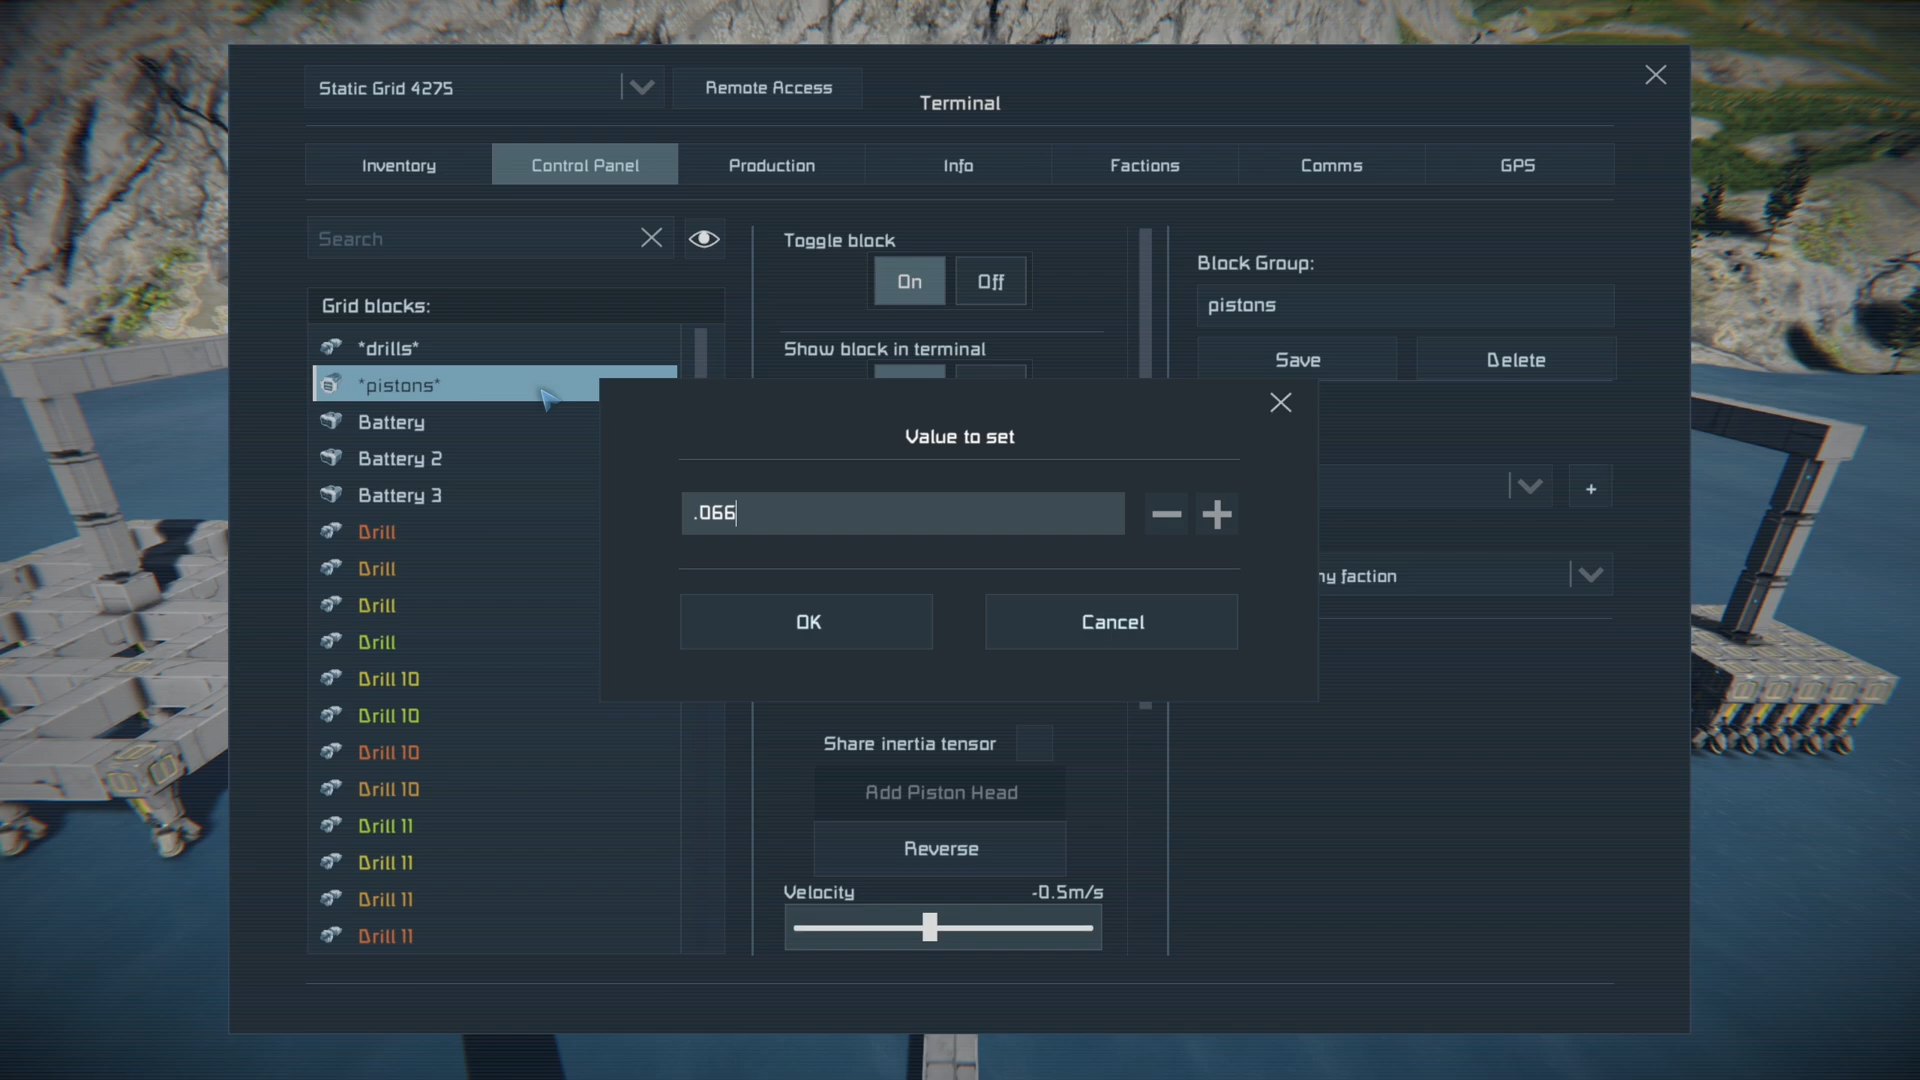 Static Grid 4275
Remote Access
Terminal
Inventory
Control Panel
Production
Info
Factions
Comms
GPS
Search
Grid blocks:
*drills*
*pistons*
Battery
Battery 2
Battery 3
Drill
Drill
Drill
Drill
Drill 10
Drill 10
Drill 10
Drill 10
Drill 11
Drill 11
Drill 11
Drill 11
Toggle block
On
Off
Show block in terminal
Value to set
.066
OK
Cancel
Share inertia tensor
Add Piston Head
Reverse
Velocity
-0.5m/s
Block Group:
pistons
Save
Delete
+
faction